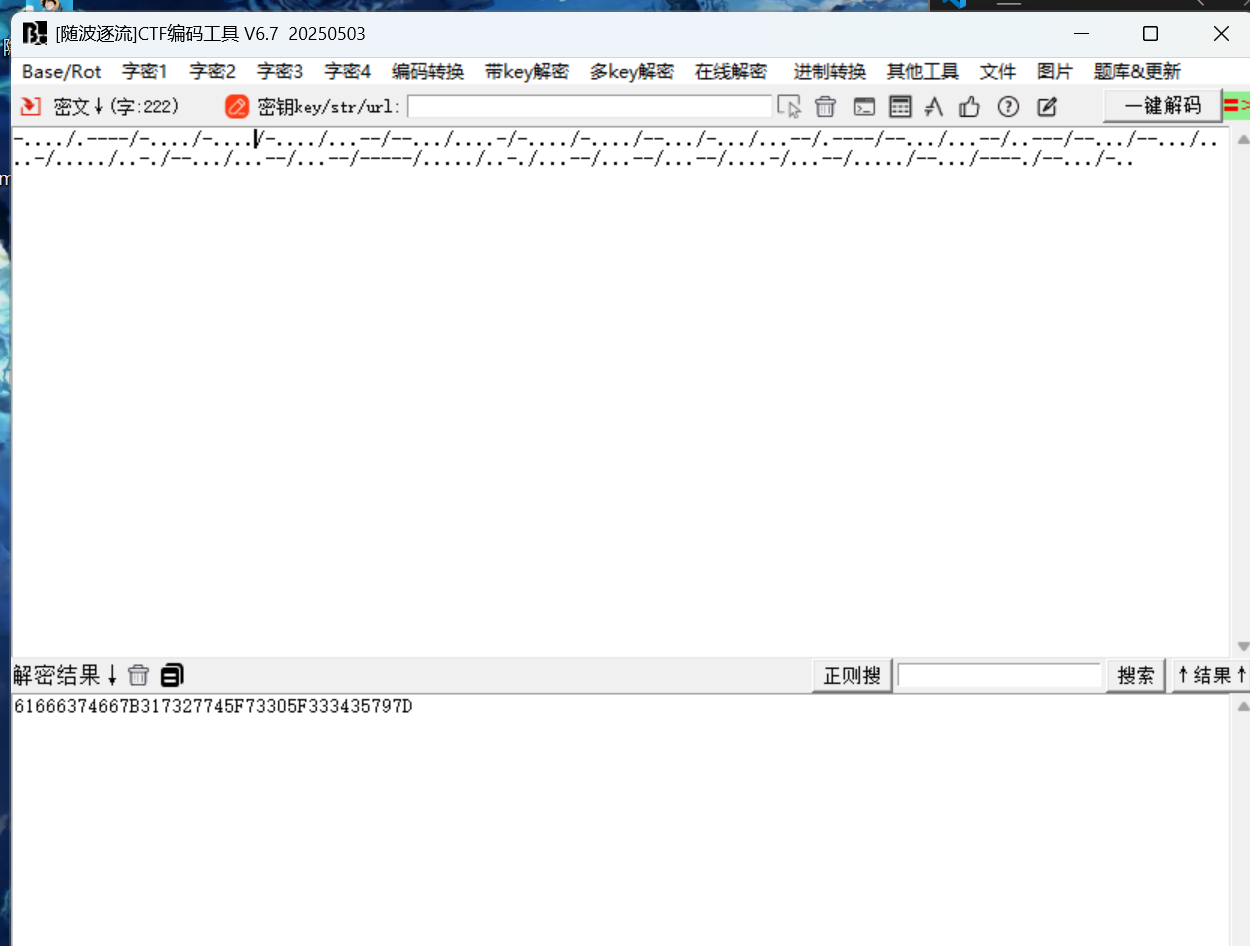 [随波逐流]CTF编码工具 V6.7 20250503
Base/Rot 字密1 字密2 字密3 字密4 编码转换 带key解密 多key解密 在线解密 进制转换 其他工具 文件 图片 题库&更新
密文↓(字:222) 密钥key/str/url: 一键解码 =>
-..../.----/-..../-..../-..../...--/--.../....-/-..../-..../--.../-.../...--/.----/--.../...--/..---/--.../--.../..
..-/...../..-./--.../...--/...--/-----/...../..-./...--/...--/...--/....-/...--/...../--.../----./--.../-..
解密结果↓ 正则搜 搜索 ↑结果↑
61666374667B317327745F73305F333435797D